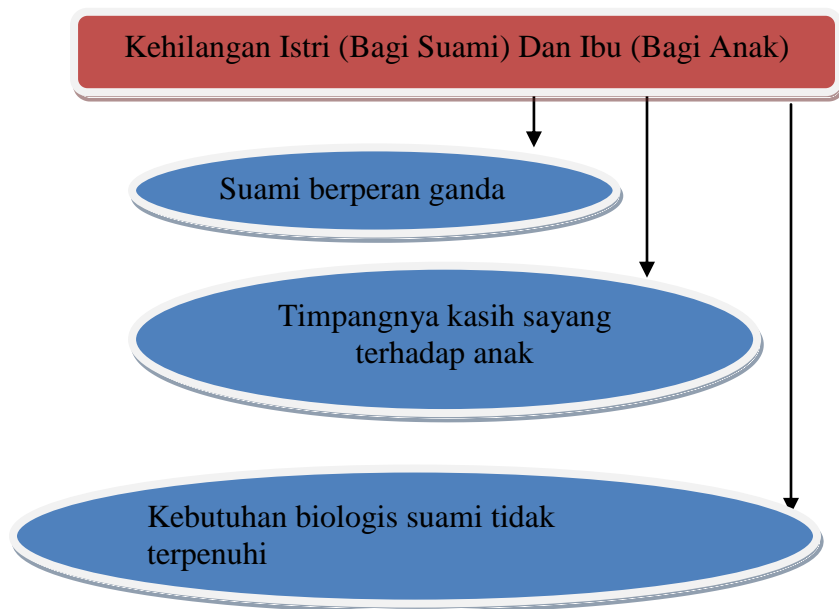 Kehilangan Istri (Bagi Suami) Dan Ibu (Bagi Anak)
Suami berperan ganda
Timpangnya kasih sayang
terhadap anak
Kebutuhan biologis suami tidak
terpenuhi